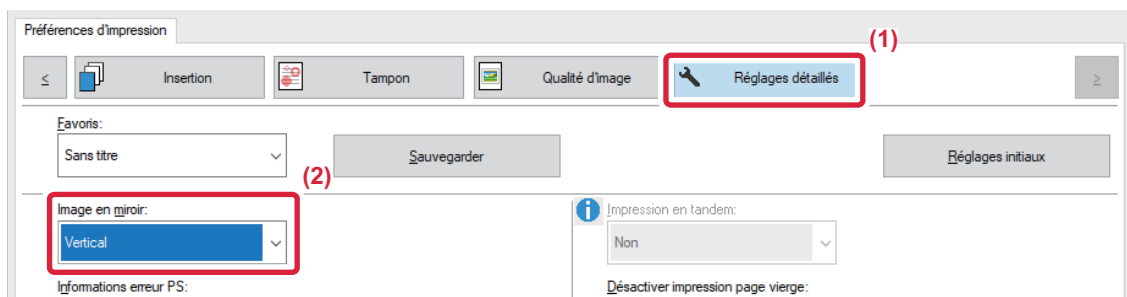 Préférences d'impression
(1)
≤ Insertion Tampon Qualité d'image Réglages détaillés ≥
Favoris:
Sans titre Sauvegarder Réglages initiaux
(2)
Image en miroir: Impression en tandem:
Vertical Non
Informations erreur PS: Désactiver impression page vierge: